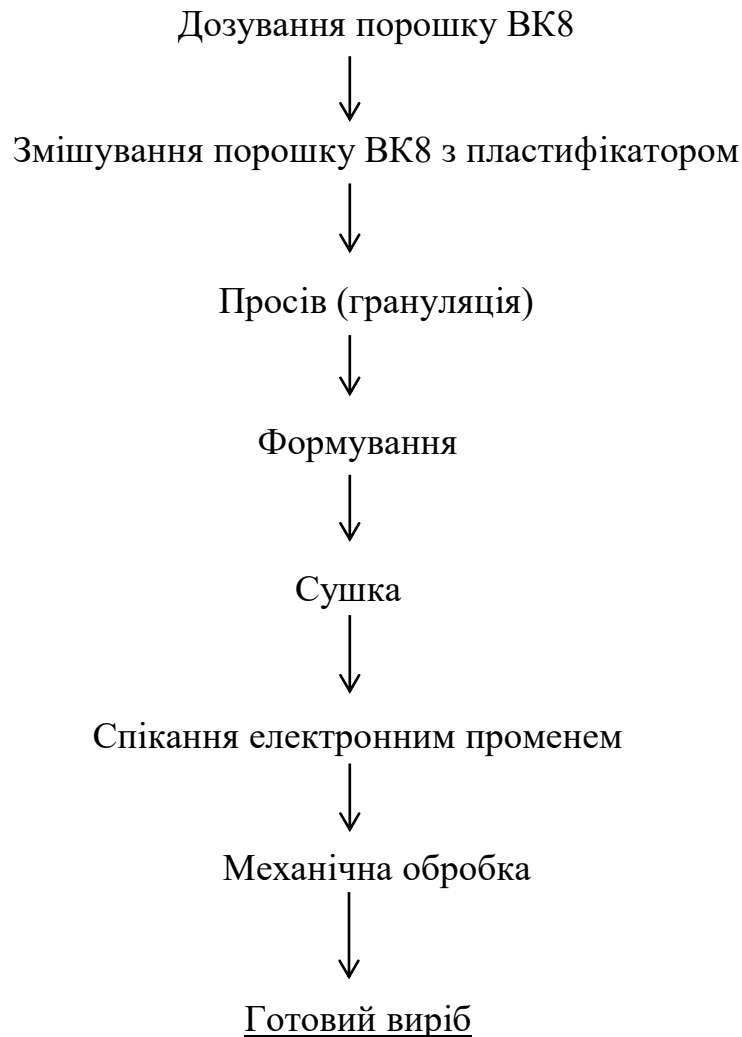 Дозування порошку ВК8
Змішування порошку ВК8 з пластифікатором
Просів (грануляція)
Формування
Сушка
Спікання електронним променем
Механічна обробка
Готовий виріб